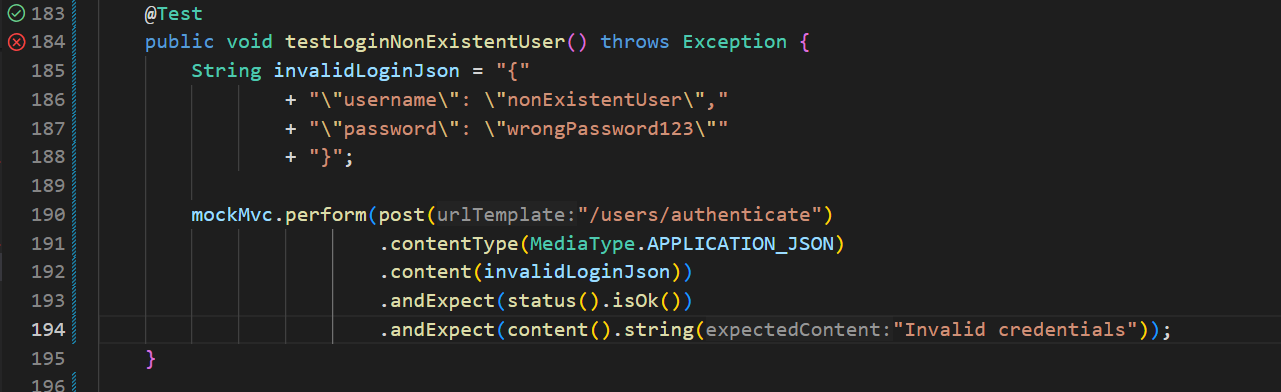 183 @Test
184 public void testLoginNonExistentUser() throws Exception {
185 String invalidLoginJson = "{"
186 + "\"username\": \"nonExistentUser\","
187 + "\"password\": \"wrongPassword123\""
188 + "}";
189
190 mockMvc.perform(post(urlTemplate:"/users/authenticate")
191 .contentType(MediaType.APPLICATION_JSON)
192 .content(invalidLoginJson))
193 .andExpect(status().isOk())
194 .andExpect(content().string(expectedContent:"Invalid credentials"));
195 }
196